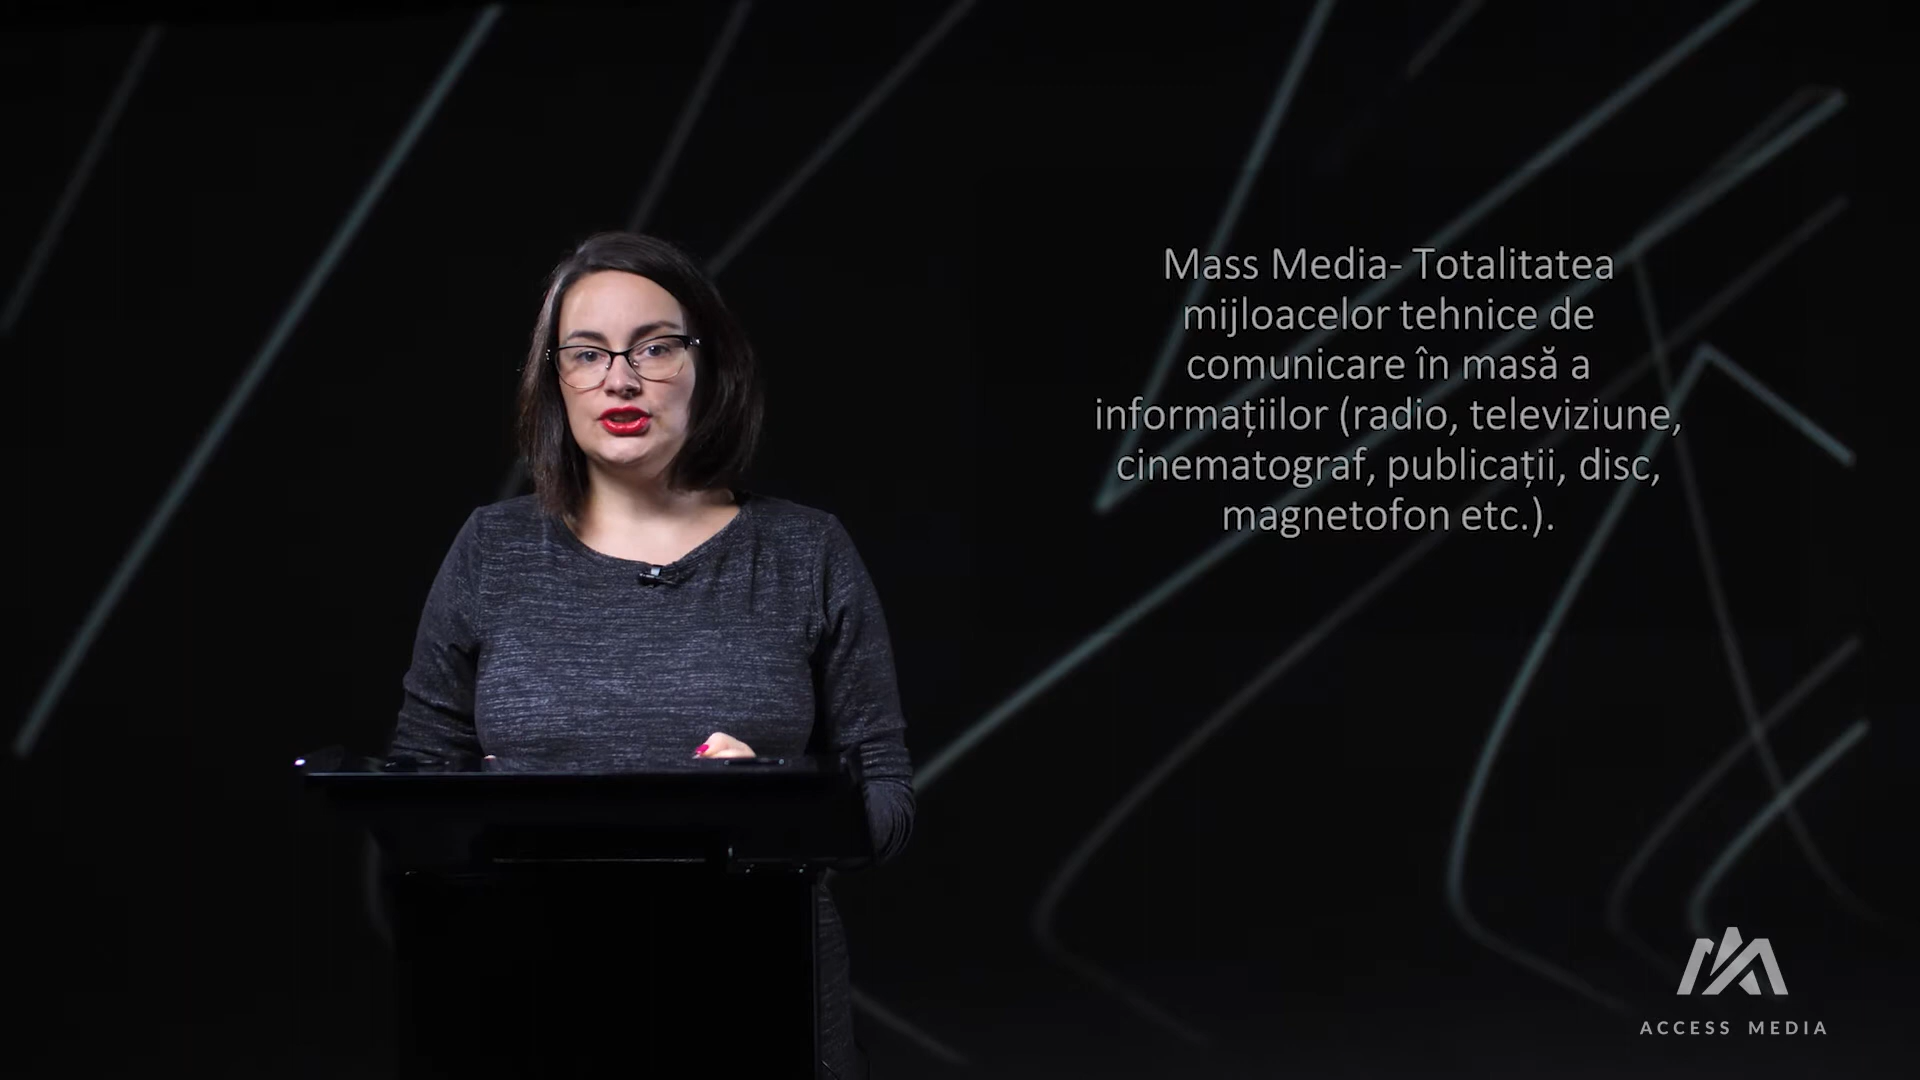 Mass Media- Totalitatea
mijloacelor tehnice de
comunicare în masă a
informațiilor (radio, televiziune,
cinematograf, publicații, disc,
magnetofon etc.).
ACCESS MEDIA